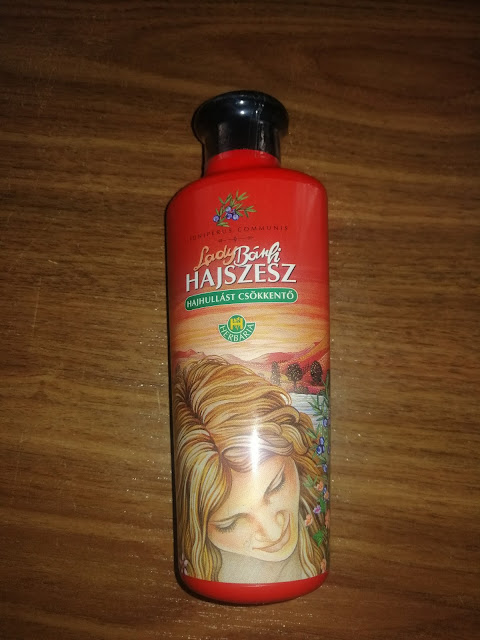 JUNIPERUS COMMUNIS
Lady Bánfi
HAJSZESZ
HAJHULLÁST CSÖKKENTŐ
HERBÁRIA